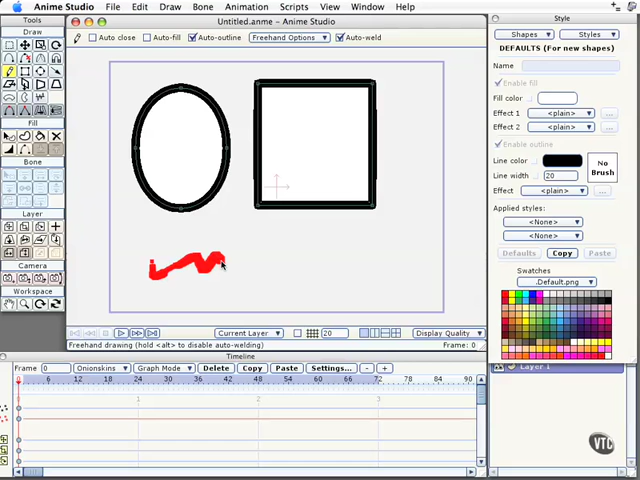 Anime Studio File Edit Draw Bone Animation Scripts View Window Help
Tools
Draw
Fill
Bone
Layer
Camera
Workspace
Untitled.anme - Anime Studio
Auto close Auto-fill Auto-outline Freehand Options Auto-weld
Current Layer 20 Display Quality
Freehand drawing (hold <alt> to disable auto-welding) Frame: 0
Style
Shapes Styles
DEFAULTS (For new shapes)
Name
Enable fill
Fill color
Effect 1 <plain> ...
Effect 2 <plain> ...
Enable outline
Line color
Line width 20
Effect <plain> ...
No Brush
Applied styles:
<None>
<None>
Defaults Copy Paste
Swatches
.Default.png
Layer 1
Timeline
Frame 0 Onionskins Graph Mode Delete Copy Paste Settings... - +
0 6 12 18 24 30 36 42 48 54 60 66 72 78
0 1 2 3
VTC